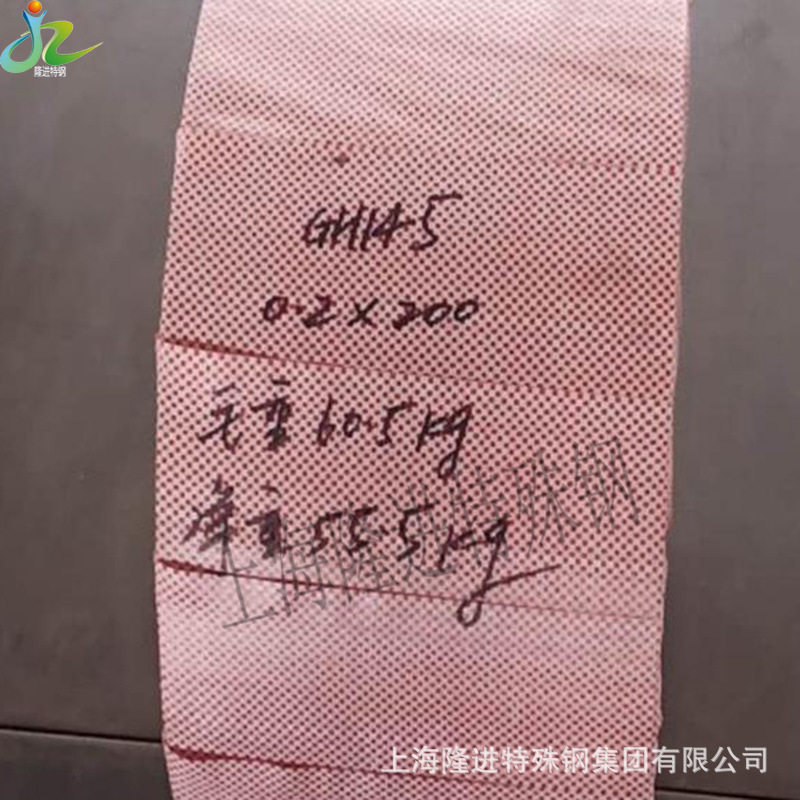 隆进特钢
GH145
0.2×200
毛重60.5kg
净重55.5kg
上海隆进特殊钢
上海隆进特殊钢集团有限公司